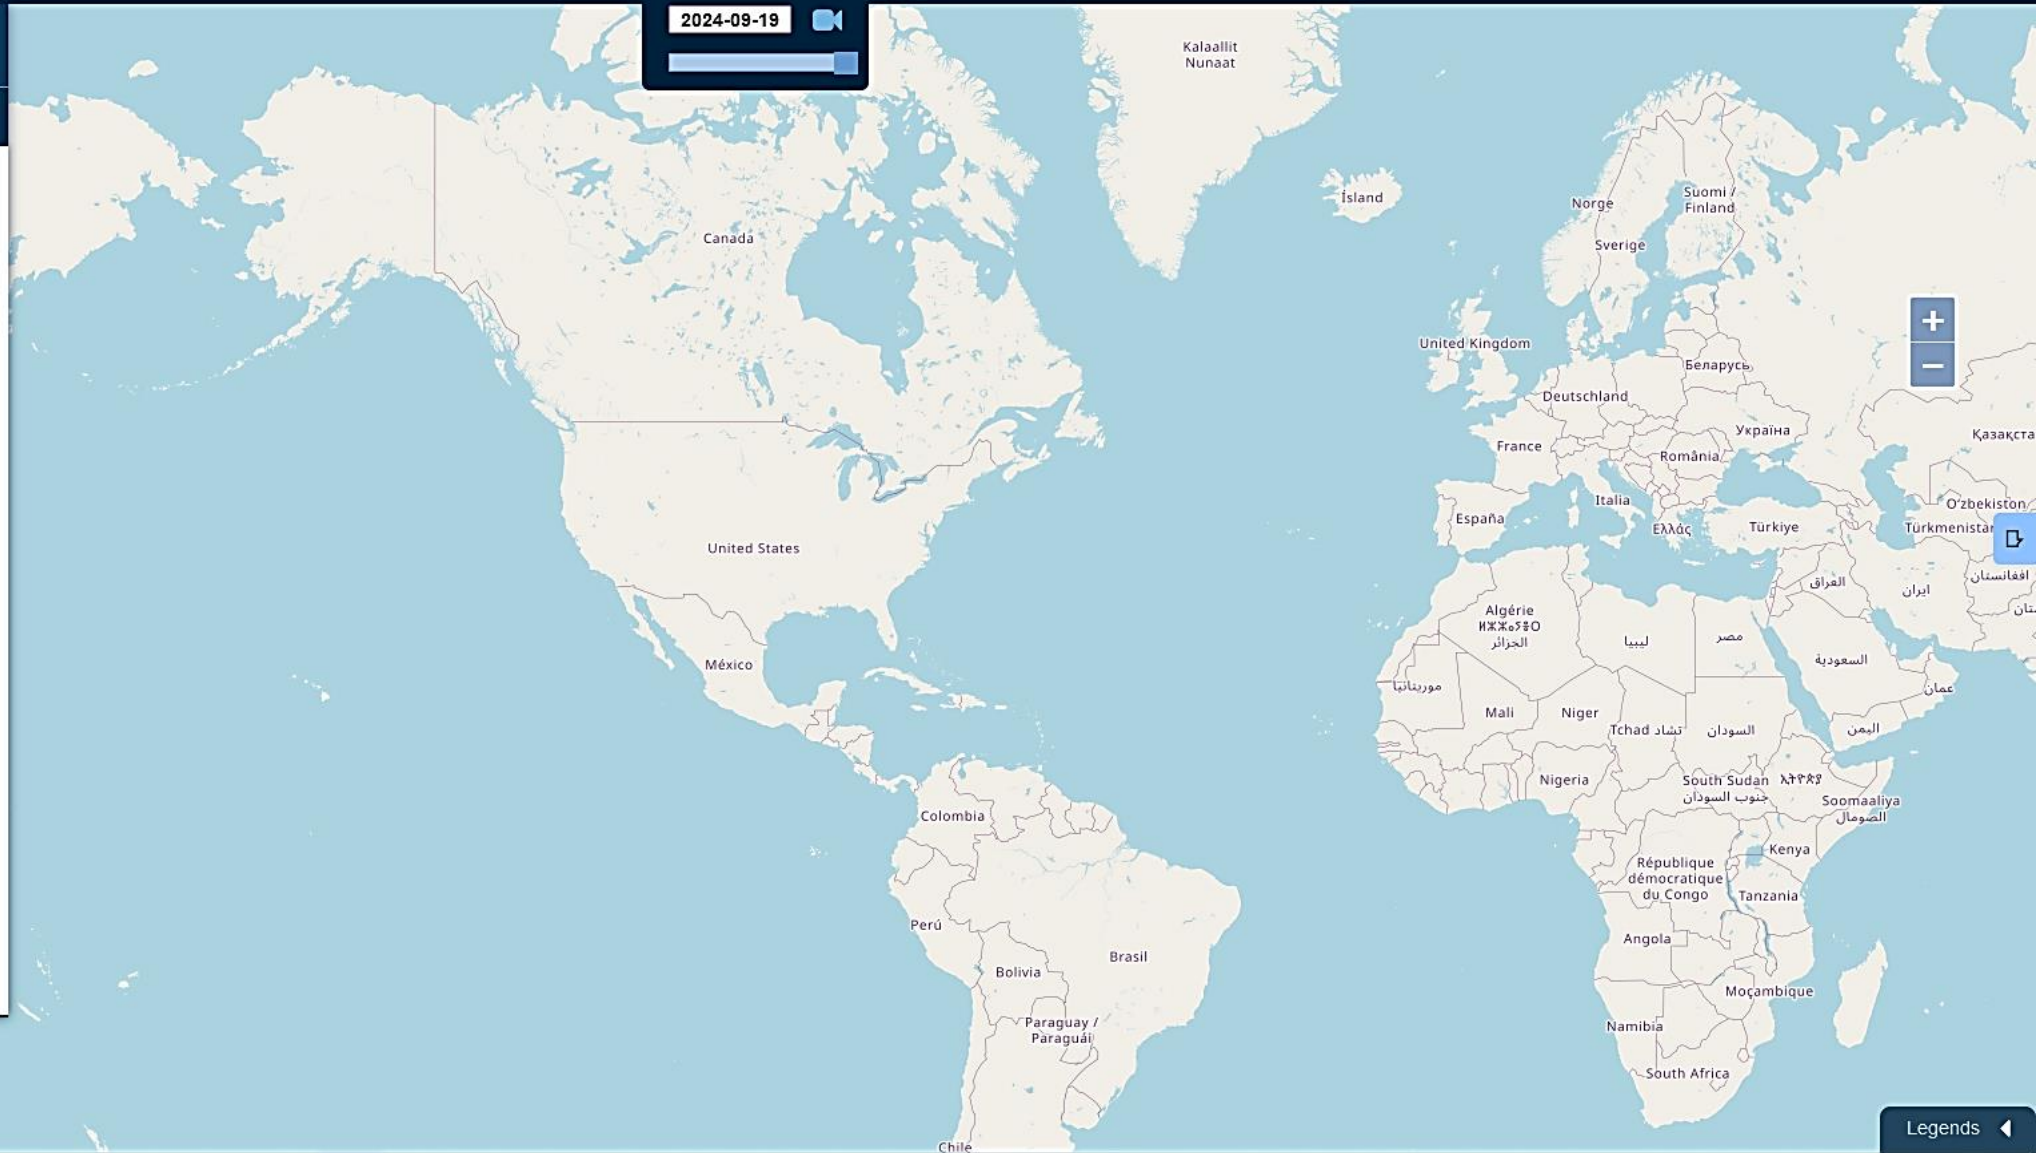 2024-09-19
Kalaallit
Nunaat
Ísland
Norge
Suomi /
Finland
Sverige
Canada
United Kingdom
Беларусь
Deutschland
Україна
Қазақста
France
România
Italia
O'zbekiston
España
Ελλάς
Türkiye
Türkmenistan
United States
العراق
ایران
افغانستان
Algérie
ⵍⵣⵣⴰⵢⴻⵔ
الجزائر
ليبيا
مصر
السعودية
México
موريتانيا
عمان
Mali
Niger
Tchad تشاد
السودان
اليمن
Nigeria
South Sudan
جنوب السودان
ኢትዮጵያ
Soomaaliya
الصومال
Colombia
Kenya
République
démocratique
du Congo
Tanzania
Perú
Angola
Brasil
Bolivia
Moçambique
Paraguay /
Paraguái
Namibia
South Africa
Legends
Chile